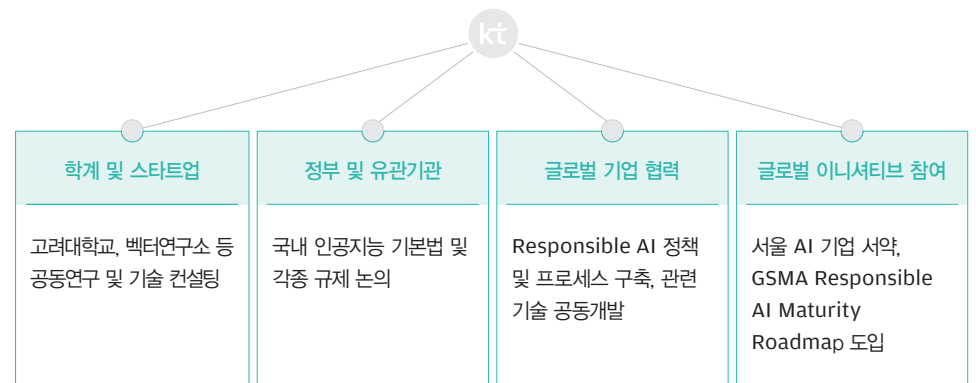 kt
학계 및 스타트업
고려대학교, 벡터연구소 등
공동연구 및 기술 컨설팅
정부 및 유관기관
국내 인공지능 기본법 및
각종 규제 논의
글로벌 기업 협력
Responsible AI 정책
및 프로세스 구축, 관련
기술 공동개발
글로벌 이니셔티브 참여
서울 AI 기업 서약,
GSMA Responsible
AI Maturity
Roadmap 도입